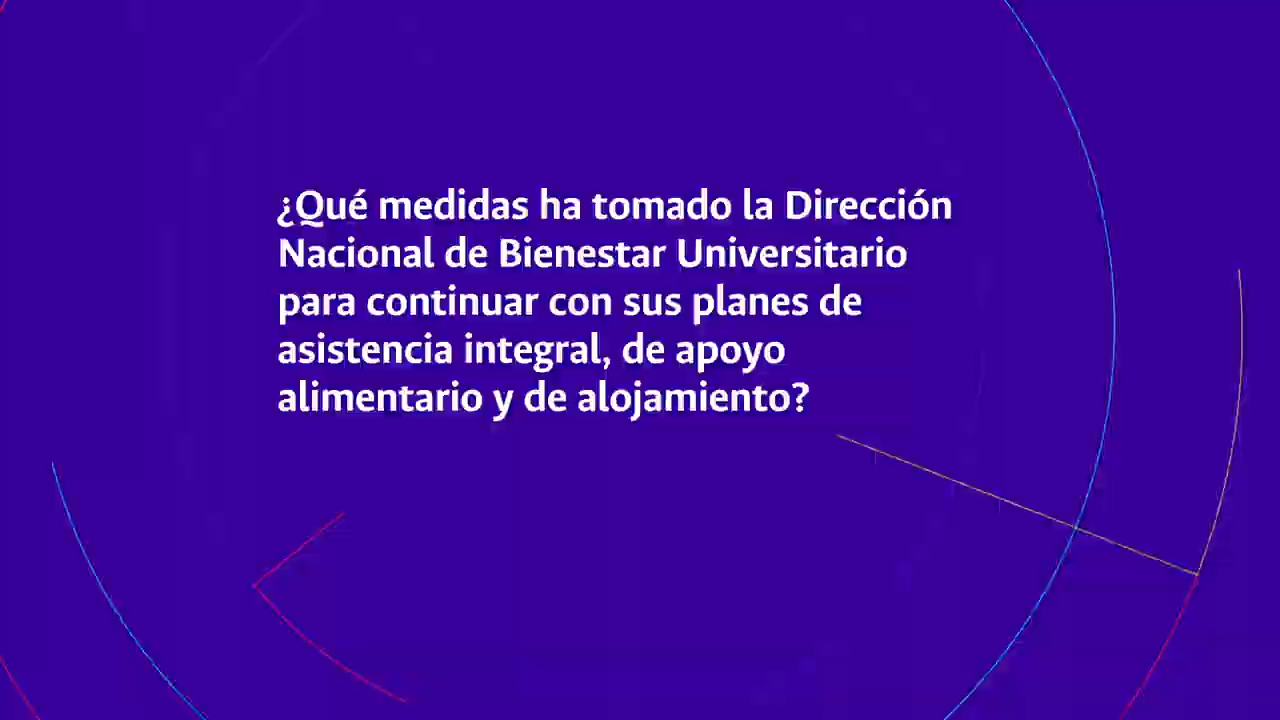 ¿Qué medidas ha tomado la Dirección
Nacional de Bienestar Universitario
para continuar con sus planes de
asistencia integral, de apoyo
alimentario y de alojamiento?